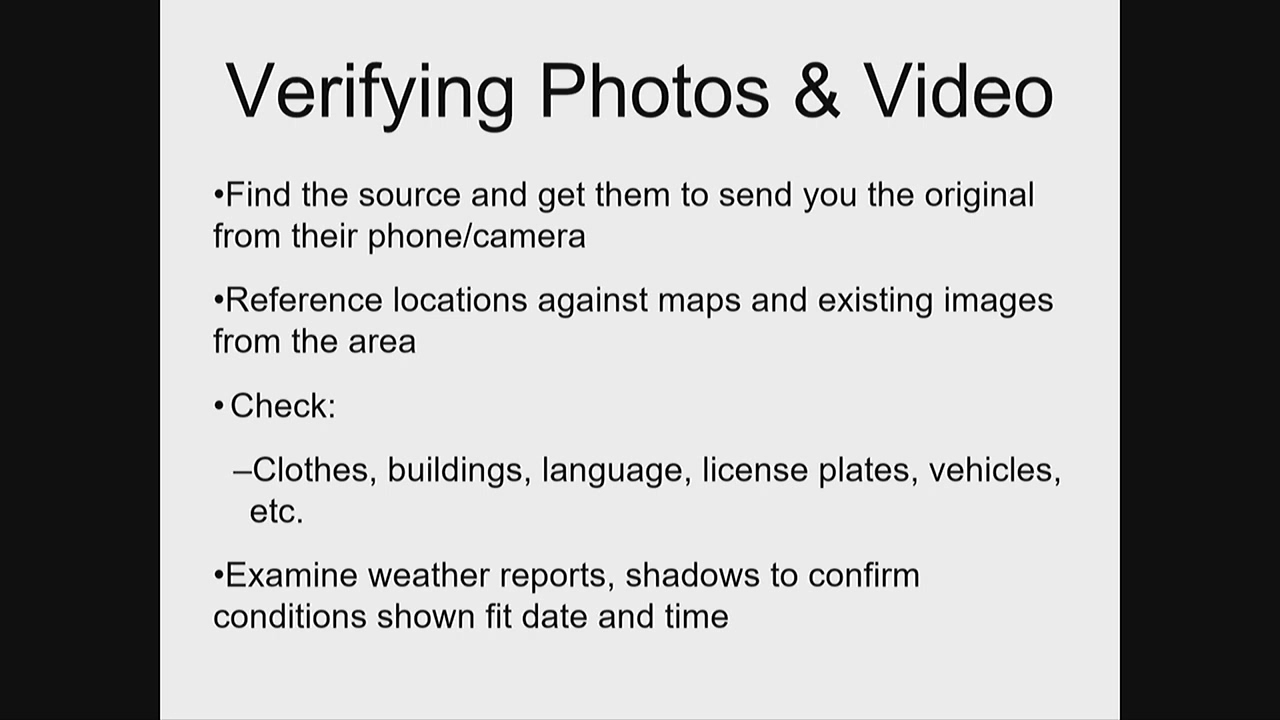 Verifying Photos & Video
•Find the source and get them to send you the original
from their phone/camera
•Reference locations against maps and existing images
from the area
• Check:
–Clothes, buildings, language, license plates, vehicles,
etc.
•Examine weather reports, shadows to confirm
conditions shown fit date and time